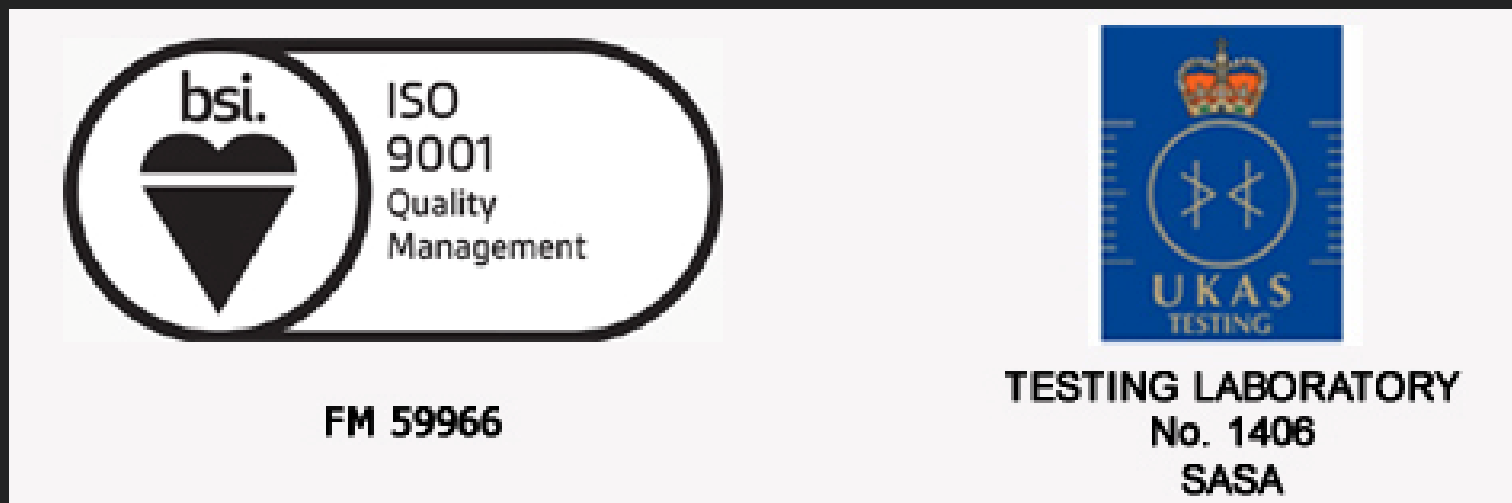 bsi.
ISO
9001
Quality
Management
FM 59966
UKAS
TESTING
TESTING LABORATORY
No. 1406
SASA